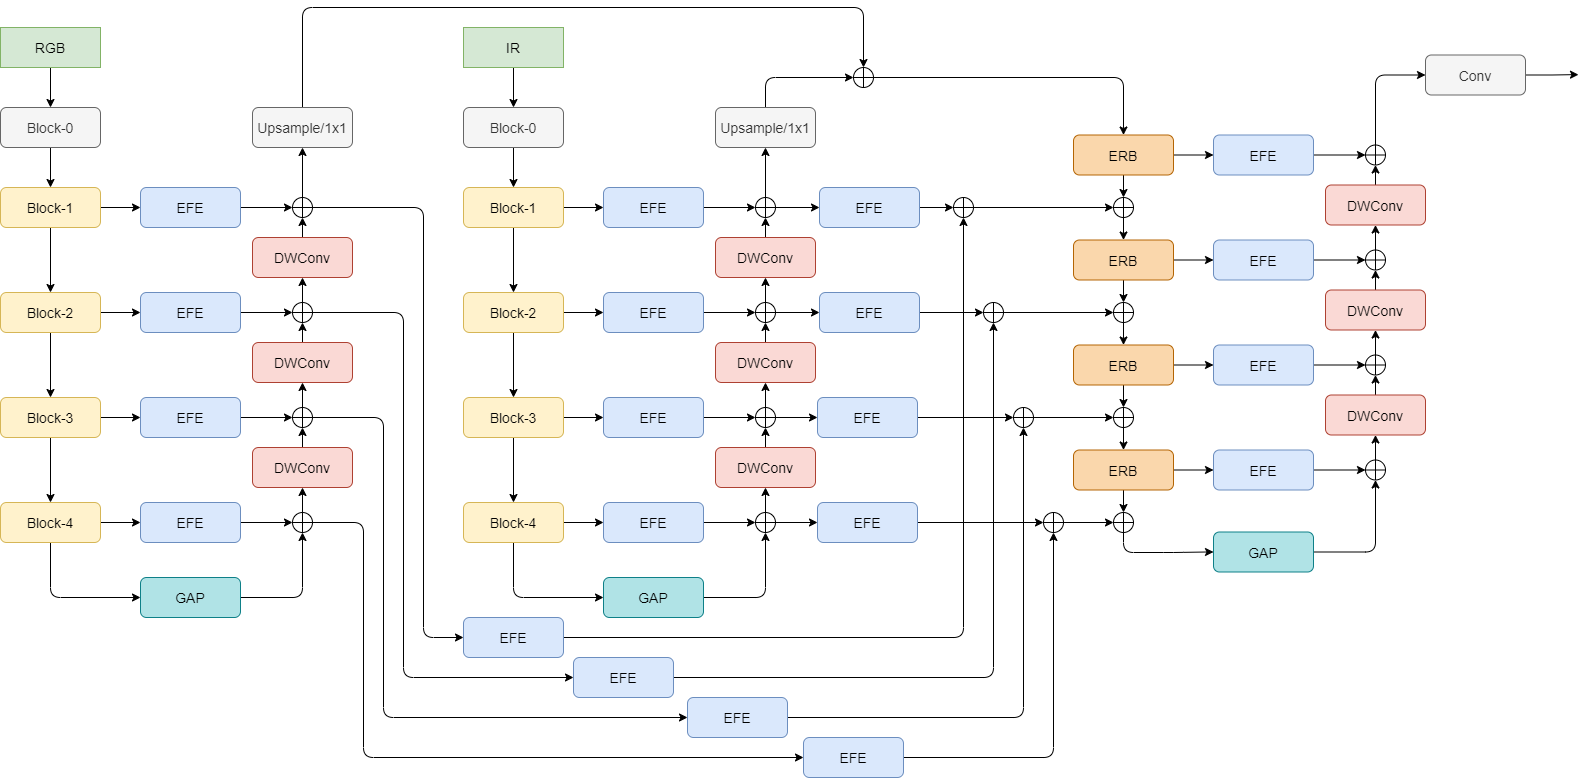 RGB
IR
Conv
Block-0
Upsample/1x1
Block-0
Upsample/1x1
ERB
EFE
Block-1
EFE
Block-1
EFE
EFE
DWConv
DWConv
DWConv
ERB
EFE
Block-2
EFE
Block-2
EFE
EFE
DWConv
DWConv
DWConv
ERB
EFE
Block-3
EFE
Block-3
EFE
EFE
DWConv
DWConv
DWConv
ERB
EFE
Block-4
EFE
Block-4
EFE
EFE
GAP
GAP
GAP
EFE
EFE
EFE
EFE